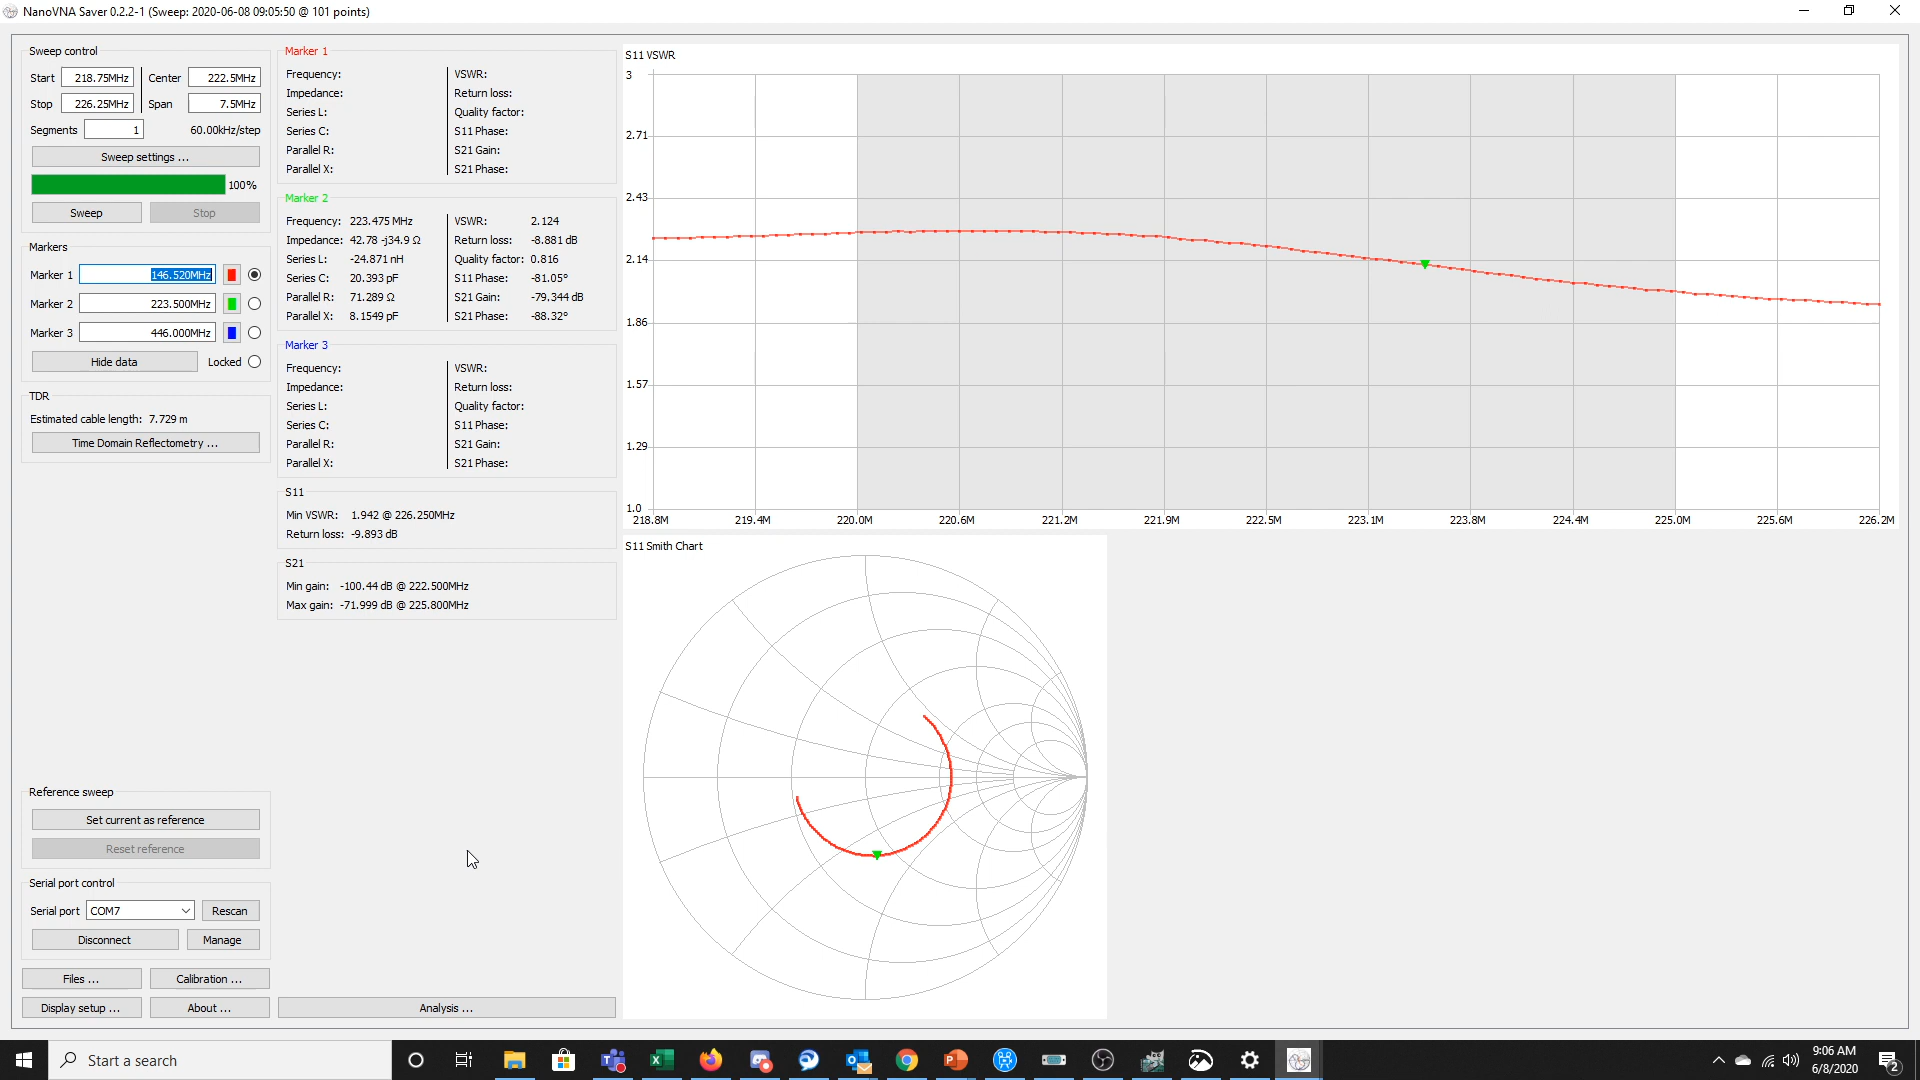 NanoVNA Saver 0.2.2-1 (Sweep: 2020-06-08 09:05:50 @ 101 points)
Sweep control
Start 218.75MHz Center 222.5MHz
Stop 226.25MHz Span 7.5MHz
Segments 1 60.00kHz/step
Sweep settings ...
100%
Sweep Stop
Markers
Marker 1 146.520MHz
Marker 2 223.500MHz
Marker 3 446.000MHz
Hide data Locked
TDR
Estimated cable length: 7.729 m
Time Domain Reflectometry ...
Reference sweep
Set current as reference
Reset reference
Serial port control
Serial port COM7 Rescan
Disconnect Manage
Files ... Calibration ...
Display setup ... About ...
Marker 1
Frequency: VSWR:
Impedance: Return loss:
Series L: Quality factor:
Series C: S11 Phase:
Parallel R: S21 Gain:
Parallel X: S21 Phase:
Marker 2
Frequency: 223.475 MHz VSWR: 2.124
Impedance: 42.78 -j34.9 Ω Return loss: -8.881 dB
Series L: -24.871 nH Quality factor: 0.816
Series C: 20.393 pF S11 Phase: -81.05°
Parallel R: 71.289 Ω S21 Gain: -79.344 dB
Parallel X: 8.1549 pF S21 Phase: -88.32°
Marker 3
Frequency: VSWR:
Impedance: Return loss:
Series L: Quality factor:
Series C: S11 Phase:
Parallel R: S21 Gain:
Parallel X: S21 Phase:
S11
Min VSWR: 1.942 @ 226.250MHz
Return loss: -9.893 dB
S21
Min gain: -100.44 dB @ 222.500MHz
Max gain: -71.999 dB @ 225.800MHz
Analysis ...
S11 VSWR
3
2.71
2.43
2.14
1.86
1.57
1.29
1.0
218.8M 219.4M 220.0M 220.6M 221.2M 221.9M 222.5M 223.1M 223.8M 224.4M 225.0M 225.6M 226.2M
S11 Smith Chart
Start a search
9:06 AM
6/8/2020
2